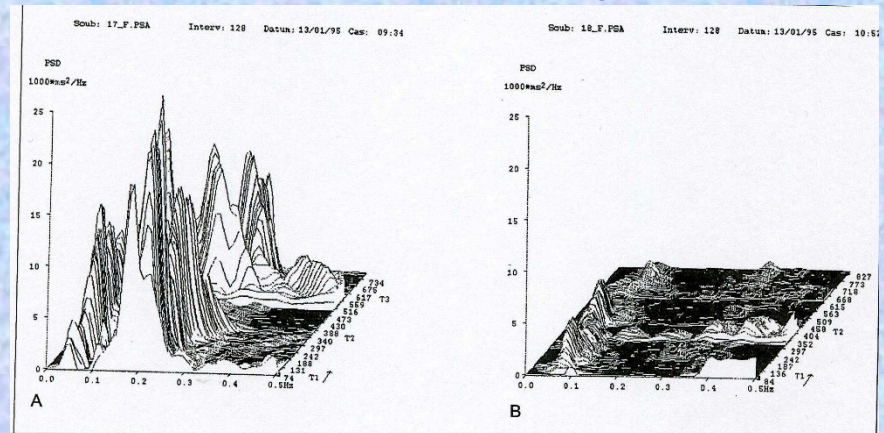 Soub: 17_F.PSA Interv: 128 Datum: 13/01/95 Cas: 09:34
PSD
1000*ms2/Hz
25
20
15
10
5
0
0.0 0.1 0.2 0.3 0.4 0.5Hz
734
675
617 T3
559
516
473
430
388
340 T2
297
242
188
131
74 T1
A
Soub: 18_F.PSA Interv: 128 Datum: 13/01/95 Cas: 10:52
PSD
1000*ms2/Hz
25
20
15
10
5
0
0.0 0.1 0.2 0.3 0.4 0.5Hz
827
773
718
668
615
563
509
458 T2
404
352
297
242
187
136 T1
84
B